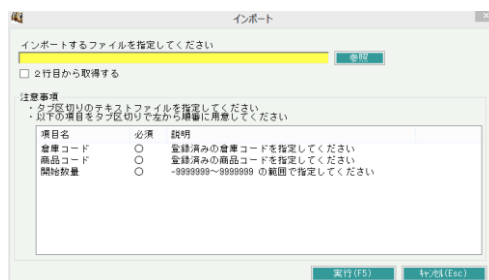 インポート
インポートするファイルを指定してください
参照
2行目から取得する
注意事項
・タブ区切りのテキストファイルを指定してください
・以下の項目をタブ区切りで左から順番に用意してください
項目名 必須 説明
倉庫コード ○ 登録済みの倉庫コードを指定してください
商品コード ○ 登録済みの商品コードを指定してください
開始数量 ○ -9999999～9999999 の範囲で指定してください
実行(F5) ｷｬﾝｾﾙ(Esc)